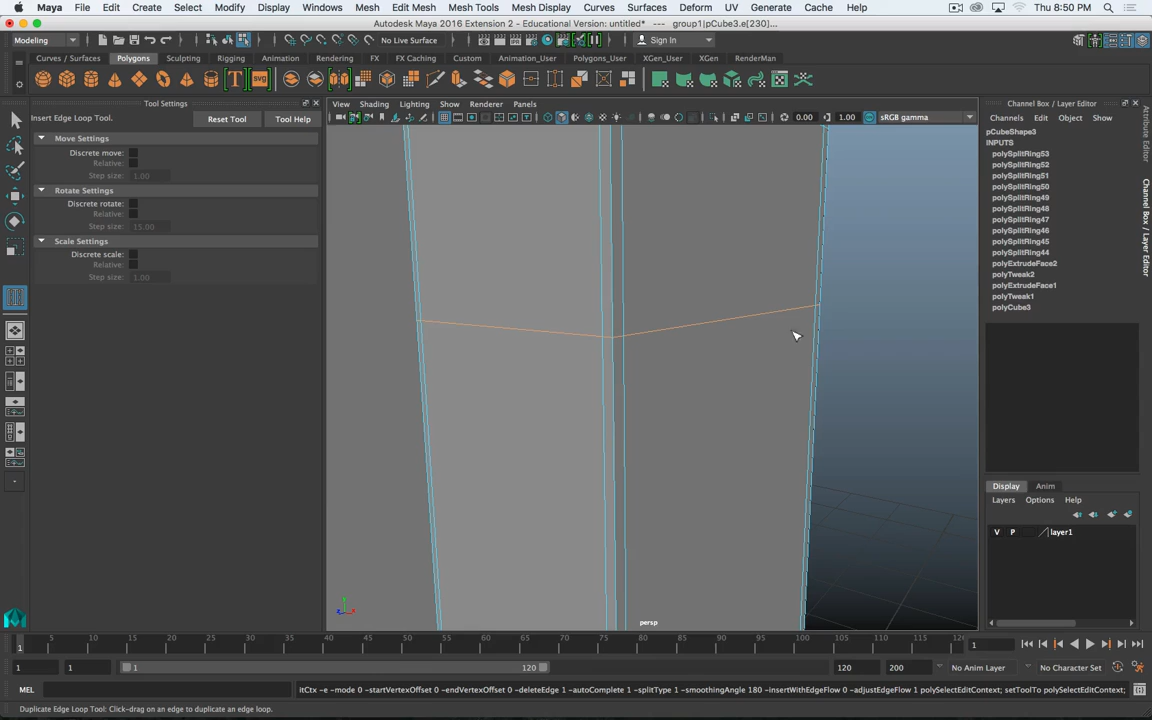 Maya File Edit Create Select Modify Display Windows Mesh Edit Mesh Mesh Tools Mesh Display Curves Surfaces Deform UV Generate Cache Help Thu 8:50 PM
Autodesk Maya 2016 Extension 2 - Educational Version: untitled* --- group1|pCube3.e[230]...
Modeling No Live Surface Sign In
Curves / Surfaces Polygons Sculpting Rigging Animation Rendering FX FX Caching Custom Animation_User Polygons_User XGen_User XGen RenderMan
T svg
Tool Settings
Insert Edge Loop Tool: Reset Tool Tool Help
Move Settings
Discrete move:
Relative:
Step size: 1.00
Rotate Settings
Discrete rotate:
Relative:
Step size: 15.00
Scale Settings
Discrete scale:
Relative:
Step size: 1.00
View Shading Lighting Show Renderer Panels
0.00 1.00 sRGB gamma
persp
Channel Box / Layer Editor
Channels Edit Object Show
pCubeShape3
INPUTS
polySplitRing53
polySplitRing52
polySplitRing51
polySplitRing50
polySplitRing49
polySplitRing48
polySplitRing47
polySplitRing46
polySplitRing45
polySplitRing44
polyExtrudeFace2
polyTweak2
polyExtrudeFace1
polyTweak1
polyCube3
Attribute Editor
Channel Box / Layer Editor
Display Anim
Layers Options Help
V P layer1
5 10 15 20 25 30 35 40 45 50 55 60 65 70 75 80 85 90 95 100 105 110 115 120
1 1
1 1 1 120 120 200 No Anim Layer No Character Set
MEL itCtx -e -mode 0 -startVertexOffset 0 -endVertexOffset 0 -deleteEdge 1 -autoComplete 1 -splitType 1 -smoothingAngle 180 -insertWithEdgeFlow 0 -adjustEdgeFlow 1 polySelectEditContext; setToolTo polySelectEditContext;
Duplicate Edge Loop Tool: Click-drag on an edge to duplicate an edge loop.